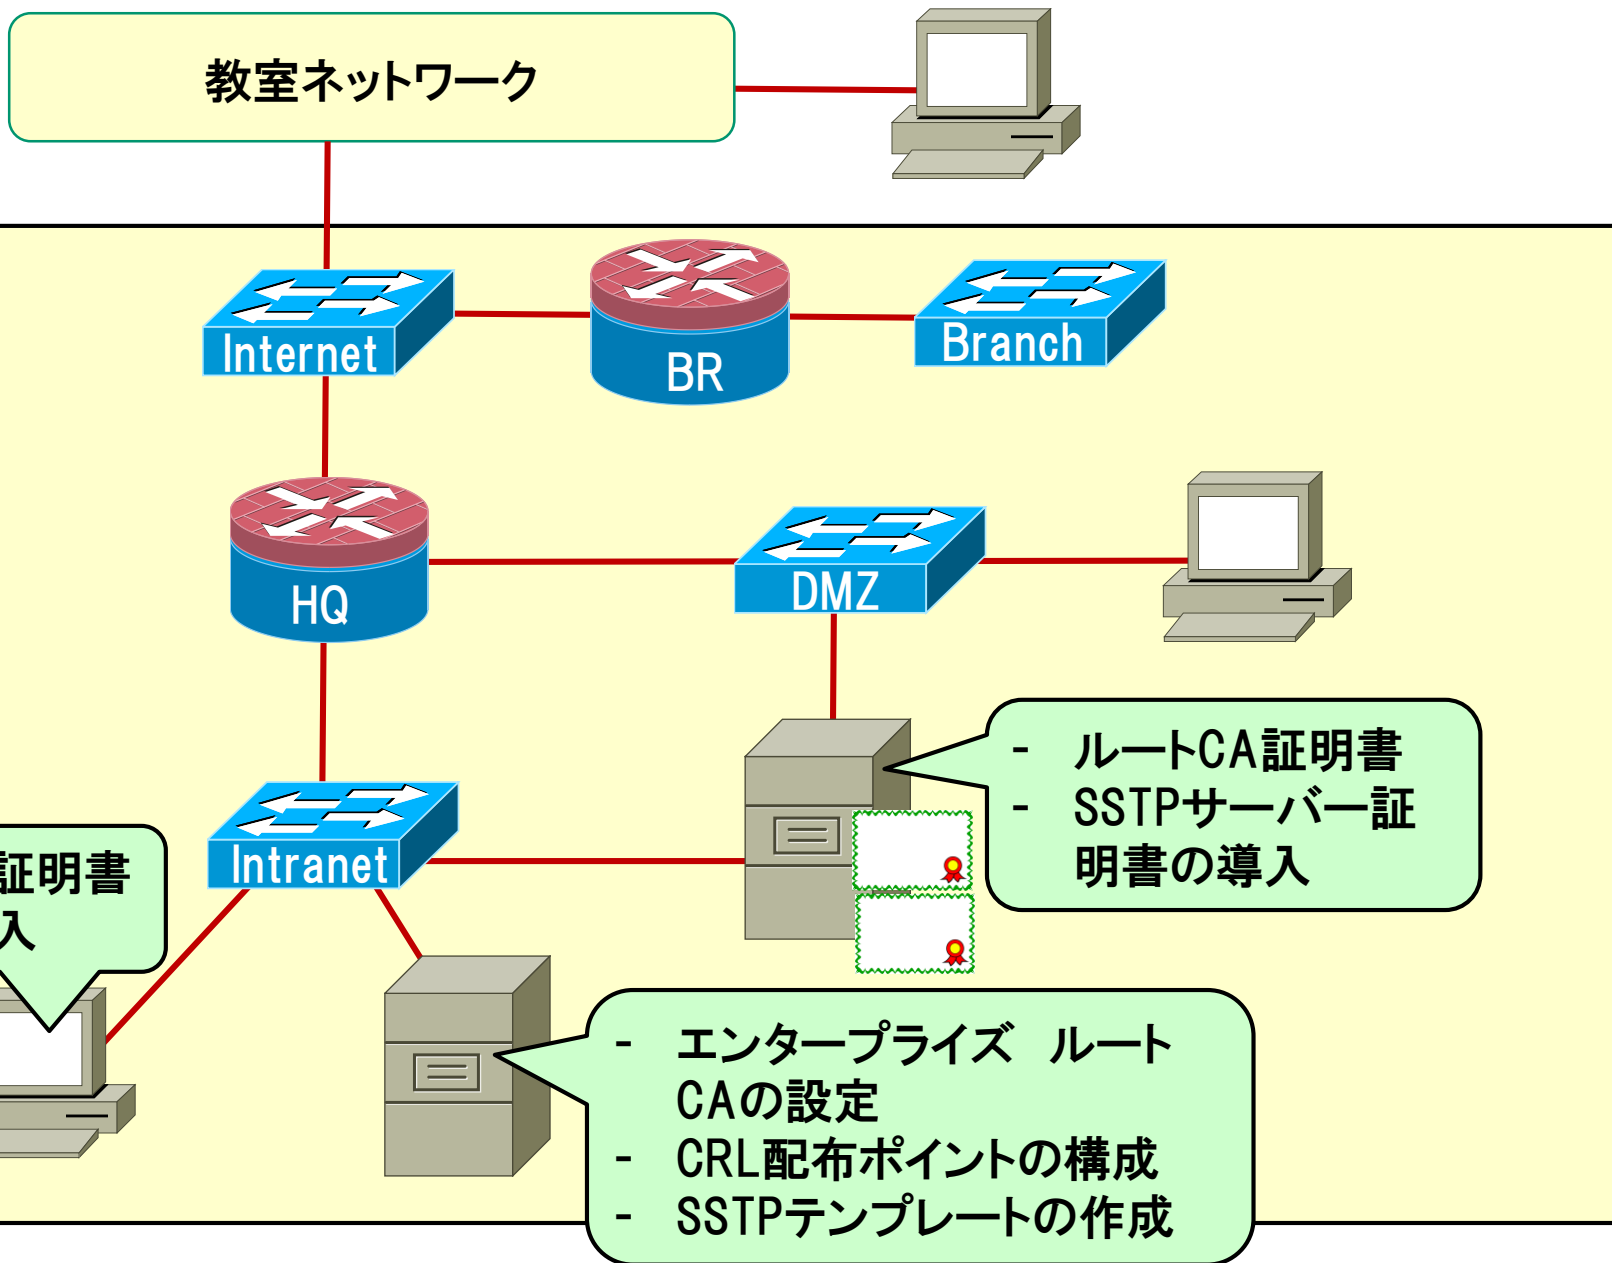 教室ネットワーク
Internet
BR
Branch
HQ
DMZ
- ルートCA証明書
- SSTPサーバー証
明書の導入
Intranet
証明書
入
- エンタープライズ ルート
CAの設定
- CRL配布ポイントの構成
- SSTPテンプレートの作成